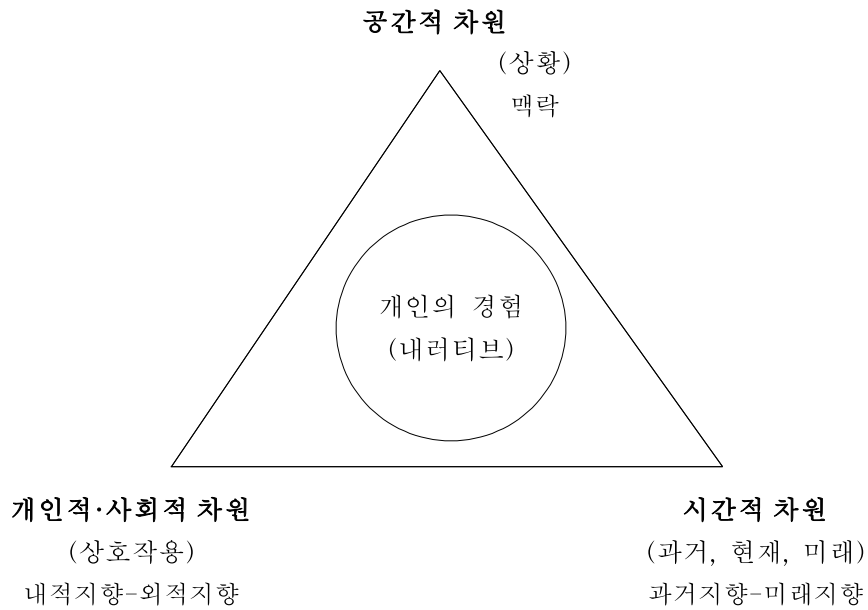 공간적 차원
(상황)
맥락
개인의 경험
(내러티브)
개인적·사회적 차원
(상호작용)
내적지향-외적지향
시간적 차원
(과거, 현재, 미래)
과거지향-미래지향